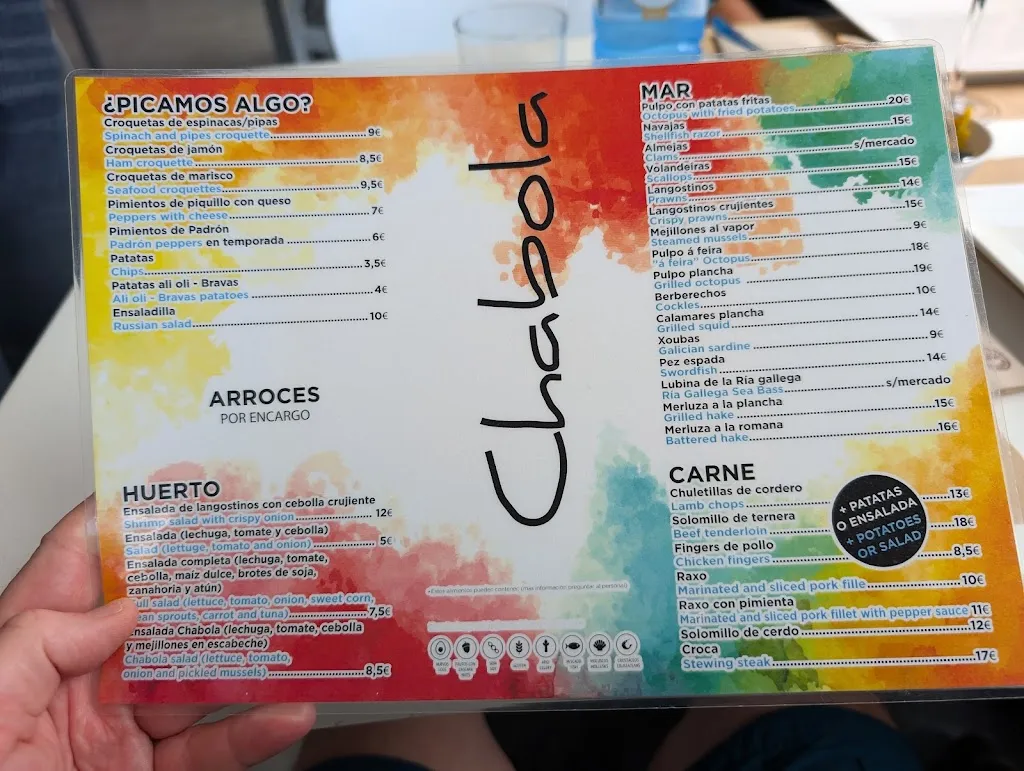 ¿PICAMOS ALGO?
Croquetas de espinacas/pipas
Spinach and pipes croquette 9€
Croquetas de jamón
Ham croquette 8,5€
Croquetas de marisco
Seafood croquettes 9,5€
Pimientos de piquillo con queso
Peppers with cheese 7€
Pimientos de Padrón
Padrón peppers en temporada 6€
Patatas
Chips 3,5€
Patatas ali oli - Bravas
Ali oli - Bravas patatoes 4€
Ensaladilla
Russian salad 10€
ARROCES
POR ENCARGO
HUERTO
Ensalada de langostinos con cebolla crujiente
Shrimp salad with crispy onion 12€
Ensalada (lechuga, tomate y cebolla)
Salad (lettuge, tomato and onion) 5€
Ensalada completa (lechuga, tomate,
cebolla, maiz dulce, brotes de soja,
zanahoria y atún)
ull salad (lettuce, tomato, onion, sweet corn,
ean sprouts, carrot and tuna) 7,5€
nsalada Chabola (lechuga, tomate, cebolla
y mejillones en escabeche)
Chabola salad (lettuce, tomato,
onion and pickled mussels) 8,5€
Chabola
MAR
Pulpo con patatas fritas
Octopus with fried potatoes 20€
Navajas
Shellfish razor 15€
Almejas
Clams s/mercado
Volandeiras
Scallops 15€
Langostinos
Prawns 14€
Langostinos crujientes
Crispy prawns 15€
Mejillones al vapor
Steamed mussels 9€
Pulpo á feira
"á feira" Octopus 18€
Pulpo plancha
Grilled octopus 19€
Berberechos
Cockles 10€
Calamares plancha
Grilled squid 14€
Xoubas
Galician sardine 9€
Pez espada
Swordfish 14€
Lubina de la Ría gallega
Ría Gallega Sea Bass s/mercado
Merluza a la plancha
Grilled hake 15€
Merluza a la romana
Battered hake 16€
CARNE
Chuletillas de cordero
Lamb chops 13€
Solomillo de ternera
Beef tenderloin 18€
Fingers de pollo
Chicken fingers 8,5€
Raxo
Marinated and sliced pork fille 10€
Raxo con pimienta
Marinated and sliced pork fillet with pepper sauce 11€
Solomillo de cerdo 12€
Croca
Stewing steak 17€
+ PATATAS
O ENSALADA
+ POTATOES
OR SALAD